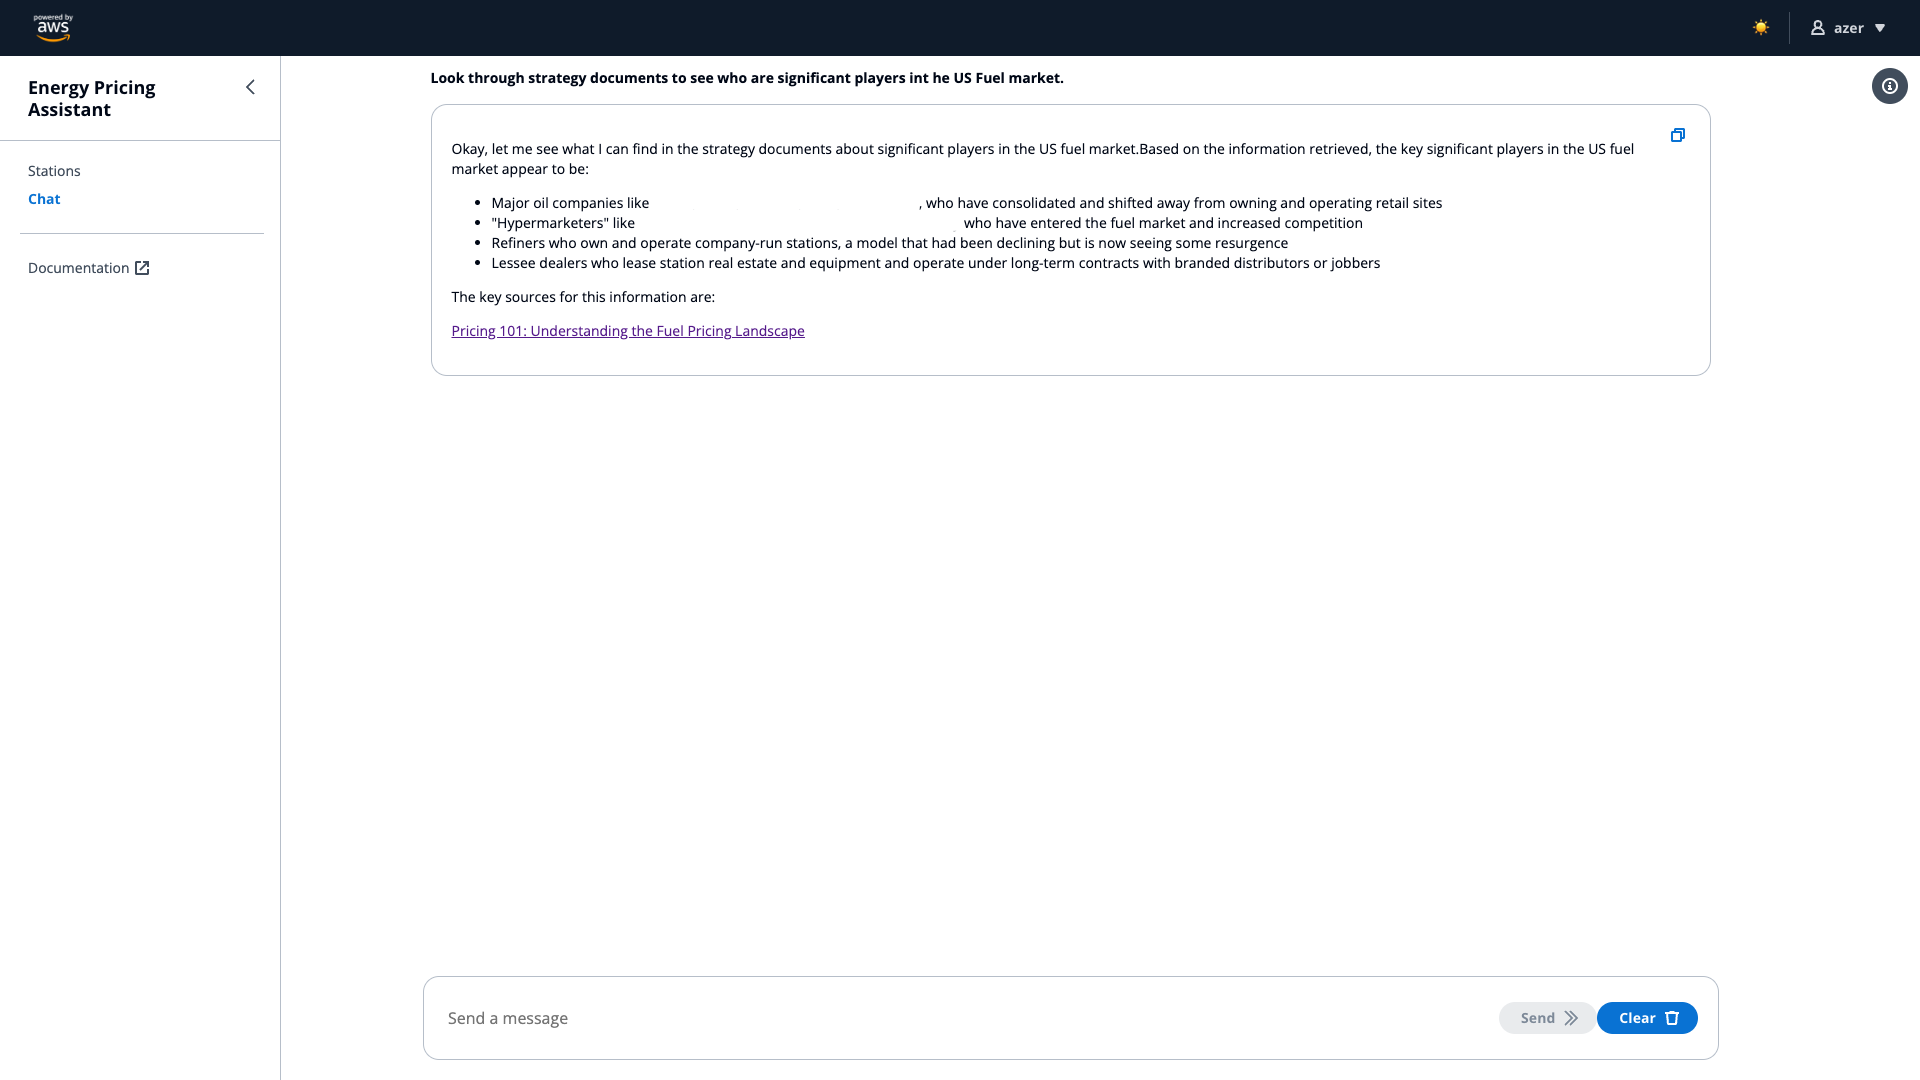 powered by
aws
azer
Energy Pricing
Assistant
Stations
Chat
Documentation
Look through strategy documents to see who are significant players int he US Fuel market.
Okay, let me see what I can find in the strategy documents about significant players in the US fuel market.Based on the information retrieved, the key significant players in the US fuel
market appear to be:
• Major oil companies like , who have consolidated and shifted away from owning and operating retail sites
• "Hypermarketers" like who have entered the fuel market and increased competition
• Refiners who own and operate company-run stations, a model that had been declining but is now seeing some resurgence
• Lessee dealers who lease station real estate and equipment and operate under long-term contracts with branded distributors or jobbers
The key sources for this information are:
Pricing 101: Understanding the Fuel Pricing Landscape
Send a message
Send
Clear